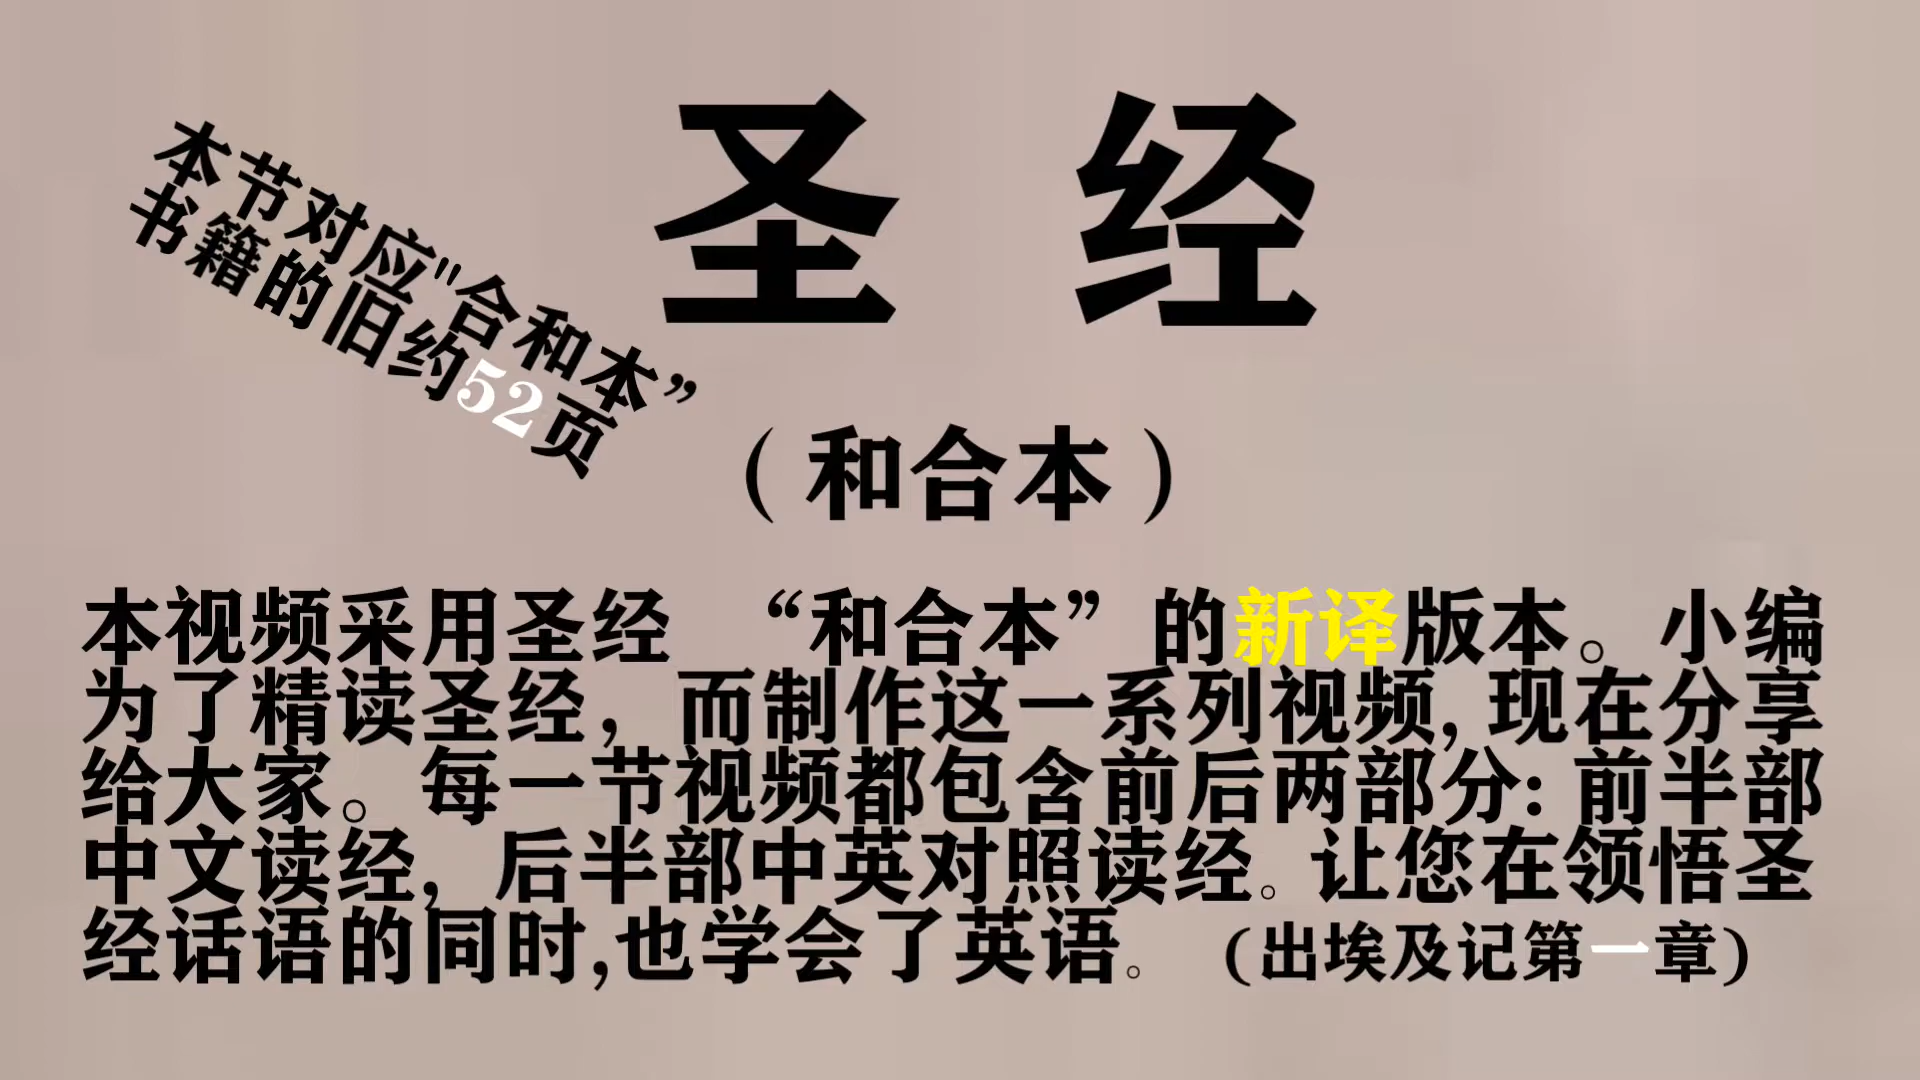 圣 经
本节对应"合和本”
书籍的旧约52页
（和合本）
本视频采用圣经 “和合本” 的新译版本。小编
为了精读圣经，而制作这一系列视频,现在分享
给大家。每一节视频都包含前后两部分: 前半部
中文读经，后半部中英对照读经。让您在领悟圣
经话语的同时,也学会了英语。 (出埃及记第一章)